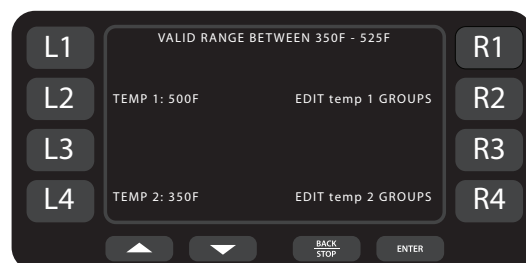 L1 VALID RANGE BETWEEN 350F - 525F R1
L2 TEMP 1: 500F EDIT temp 1 GROUPS R2
L3 R3
L4 TEMP 2: 350F EDIT temp 2 GROUPS R4
BACK
STOP
ENTER